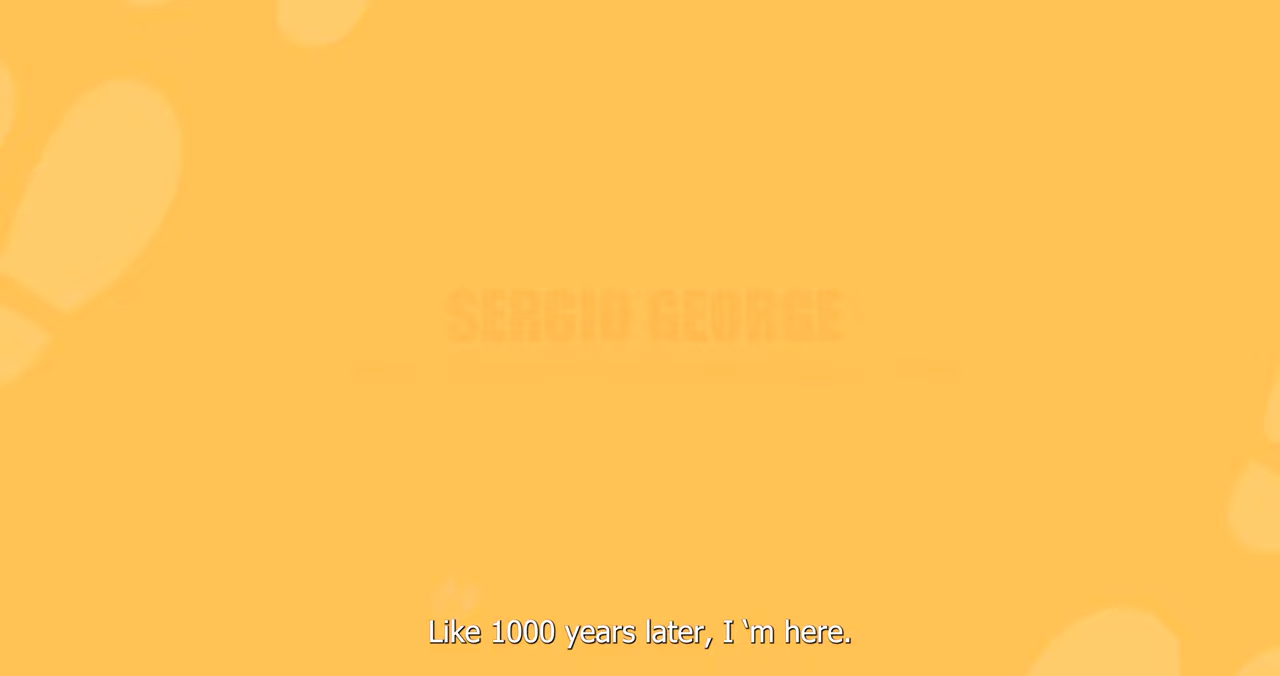 SERGIO GEORGE
Like 1000 years later, I ‘m here.